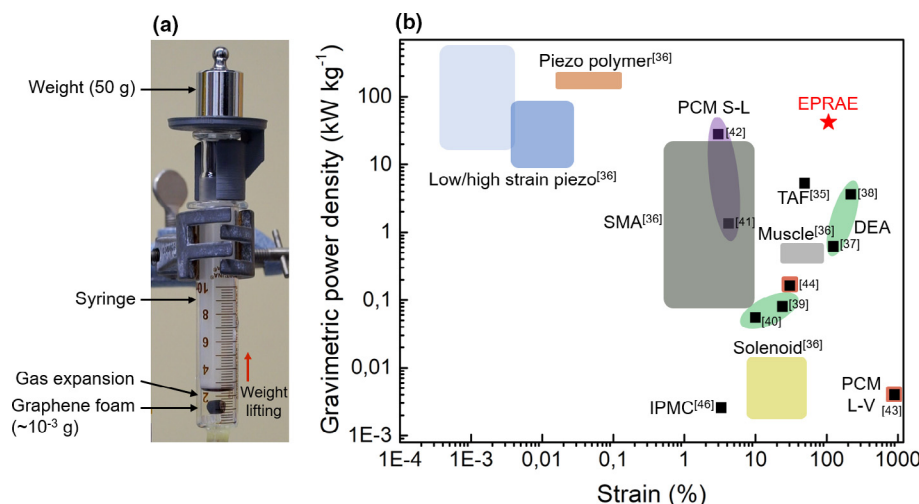 (a)
Weight (50 g)
Syringe
Gas expansion
Graphene foam
(~10⁻³ g)
10
8
6
4
2
Weight
lifting
(b)
Gravimetric power density (kW kg⁻¹)
100
10
1
0,1
0,01
1E-3
1E-4
1E-3
0,01
0,1
1
10
100
1000
Strain (%)
Piezo polymer[36]
Low/high strain piezo[36]
PCM S-L
[42]
[41]
SMA[36]
EPRAE
TAF[35]
[38]
DEA
[37]
Muscle[36]
[44]
[39]
[40]
Solenoid[36]
IPMC[46]
PCM
L-V
[43]